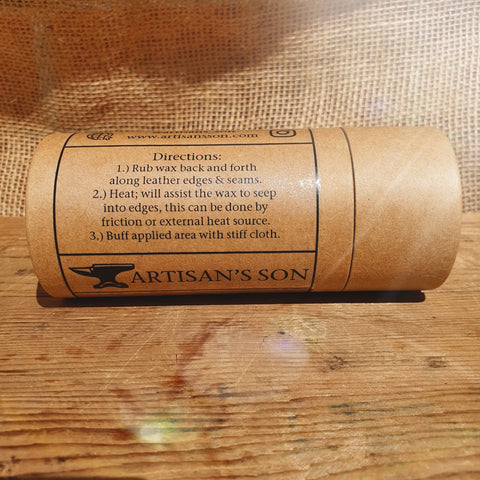 www.artisansson.com
Directions:
1.) Rub wax back and forth
along leather edges & seams.
2.) Heat; will assist the wax to seep
into edges, this can be done by
friction or external heat source.
3.) Buff applied area with stiff cloth.
ARTISAN'S SON